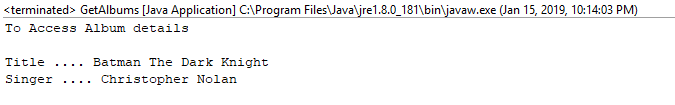 <terminated> GetAlbums [Java Application] C:\Program Files\Java\jre1.8.0_181\bin\javaw.exe (Jan 15, 2019, 10:14:03 PM)
To Access Album details
Title .... Batman The Dark Knight
Singer .... Christopher Nolan